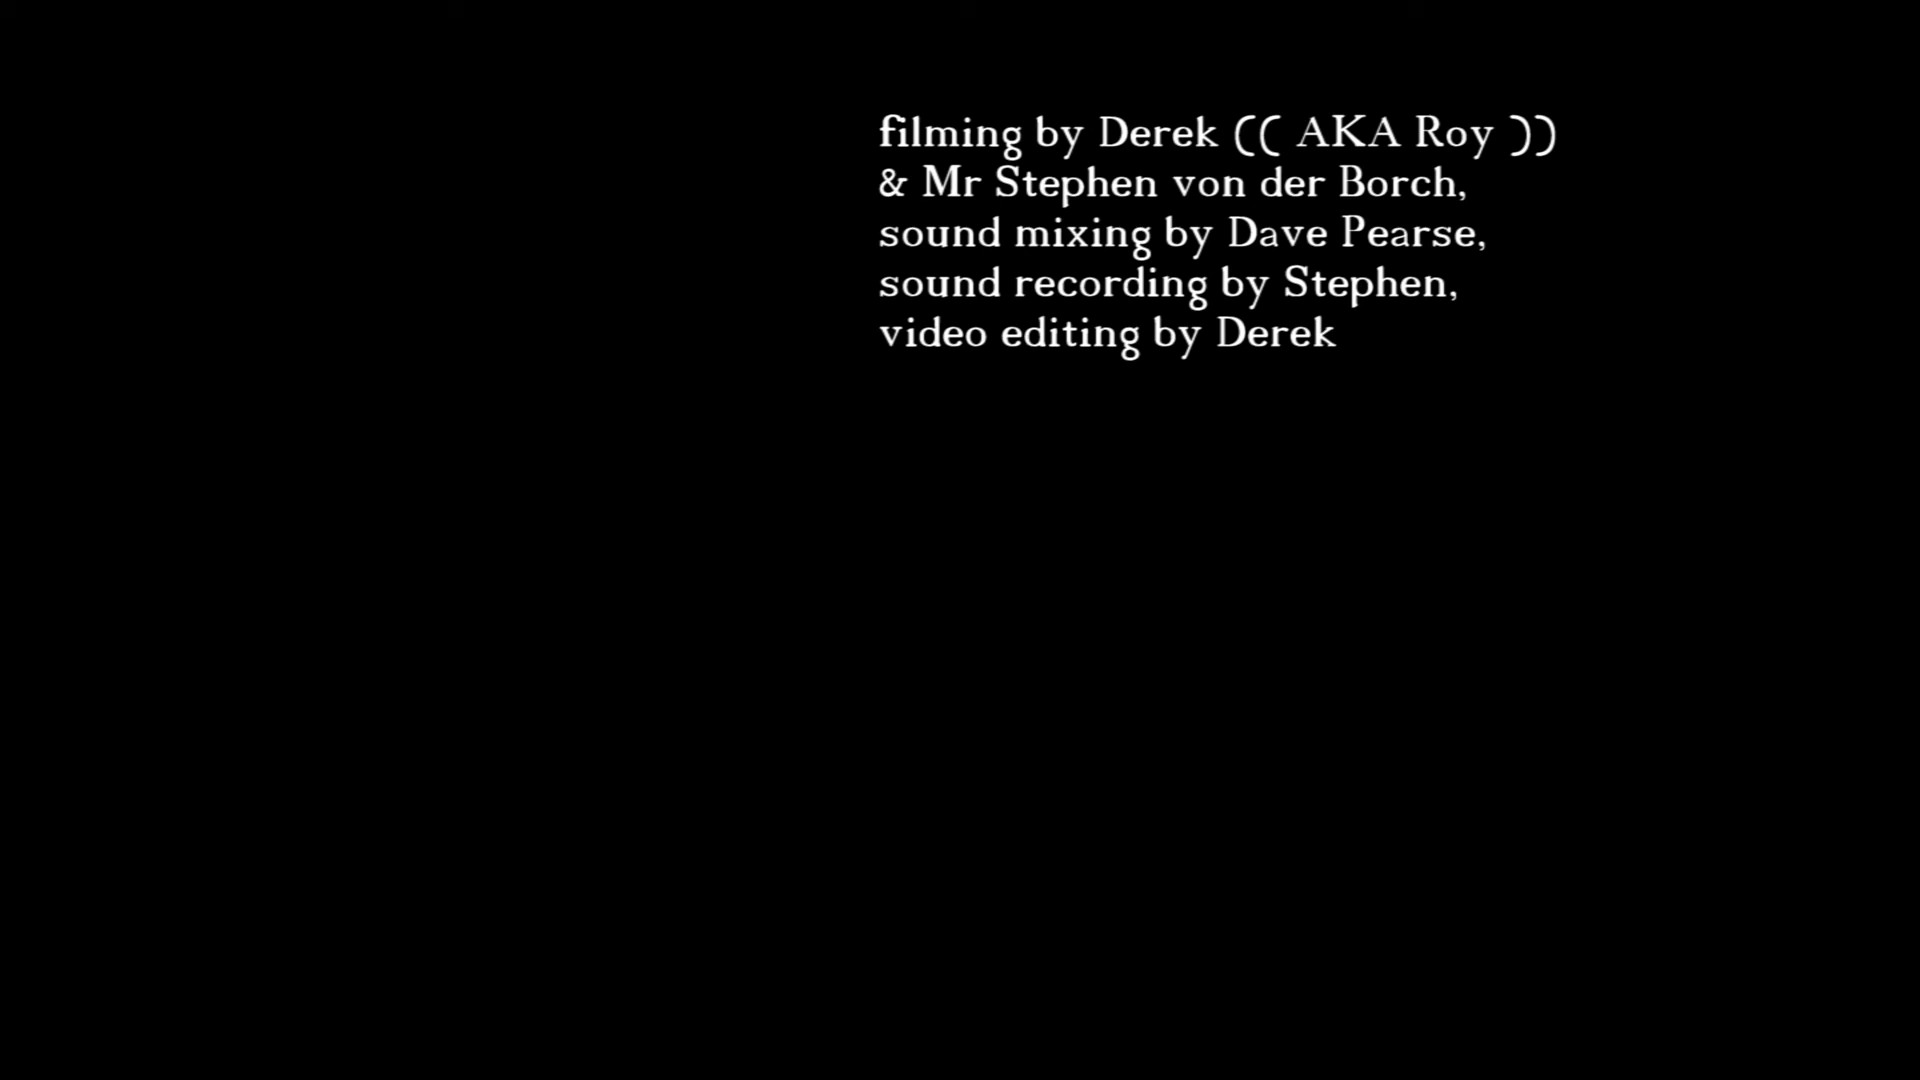 filming by Derek (( AKA Roy ))
& Mr Stephen von der Borch,
sound mixing by Dave Pearse,
sound recording by Stephen,
video editing by Derek